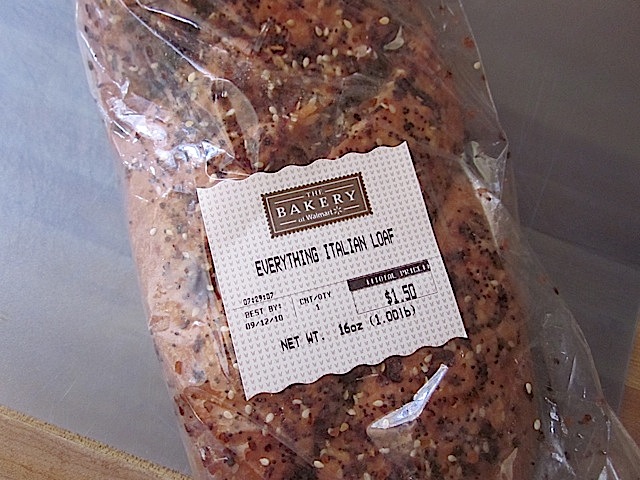 THE
BAKERY
of Walmart
EVERYTHING ITALIAN LOAF
07:29:07
BEST BY:
09/12/10
CNT/QTY
1
TOTAL PRICE
$1.50
NET WT. 16oz (1.00lb)